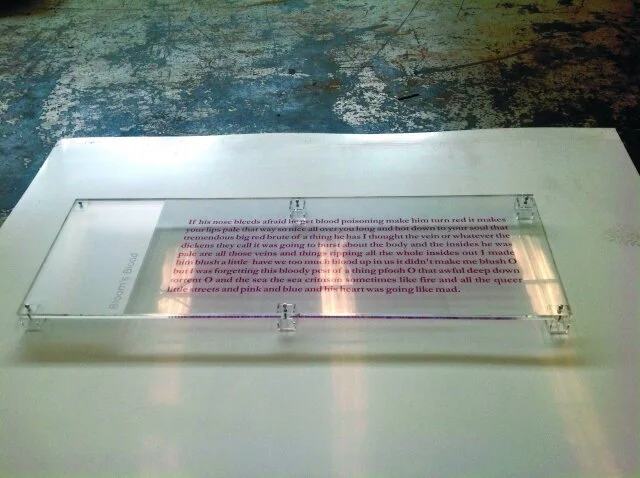 Bloom's Blood
If his nose bleeds afraid he get blood poisoning make him turn red it makes
your lips pale that way so nice all over you long and hot down to your soul that
tremendous big red brute of a thing he has I thought the vein or whatever the
dickens they call it was going to burst about the body and the insides he was
pale are all those veins and things ripping all the whole insides out I made
him blush a little have we too much blood up in us it didn't make me blush O
but I was forgetting this bloody pest of a thing pfooh O that awful deep down
torrent O and the sea the sea crimson sometimes like fire and all the queer
little streets and pink and blue and his heart was going like mad.